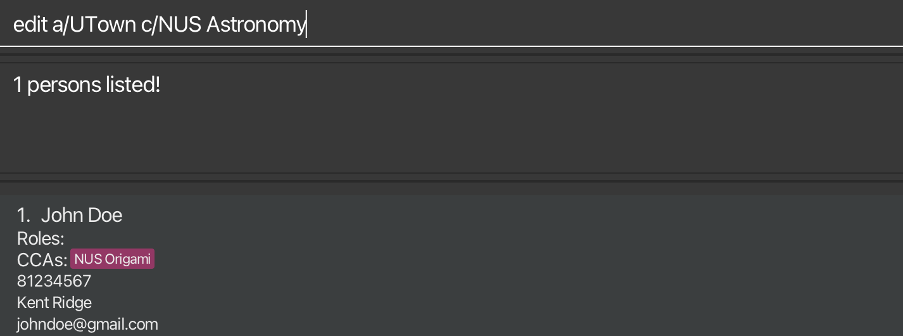 edit a/UTown c/NUS Astronomy
1 persons listed!
1. John Doe
Roles:
CCAs: NUS Origami
81234567
Kent Ridge
johndoe@gmail.com